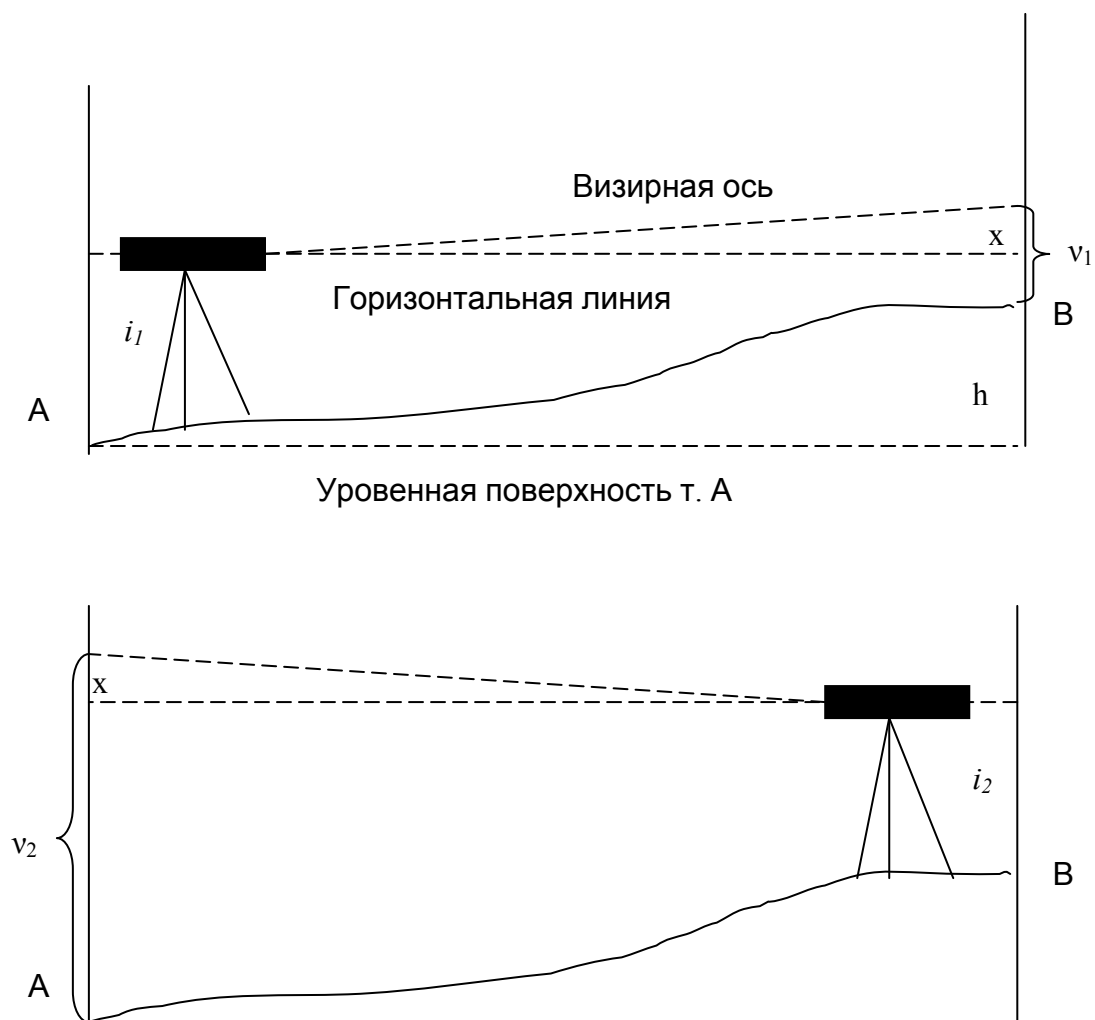 Визирная ось
x
ν1
Горизонтальная линия
i1
B
A
h
Уровенная поверхность т. А
x
i2
ν2
B
A